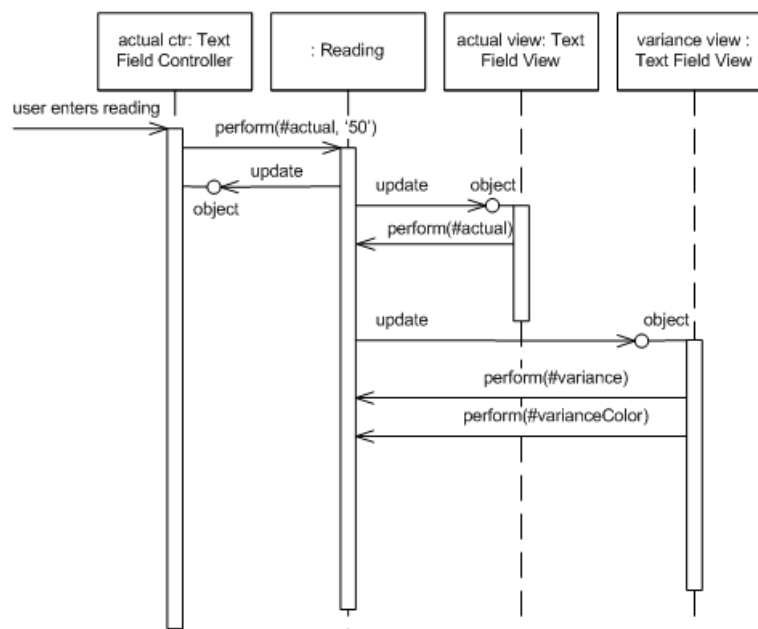 actual ctr: Text
Field Controller
: Reading
actual view: Text
Field View
variance view :
Text Field View
user enters reading
perform(#actual, ‘50’)
update
object
update
object
perform(#actual)
update
object
perform(#variance)
perform(#varianceColor)